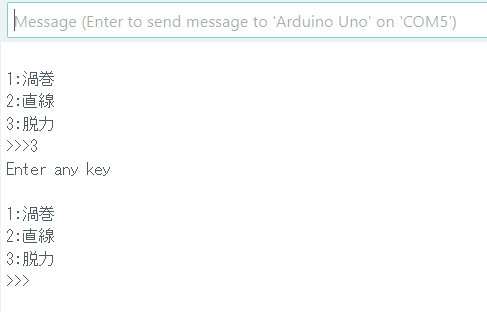 Message (Enter to send message to 'Arduino Uno' on 'COM5')
1:渦巻
2:直線
3:脱力
>>>3
Enter any key
1:渦巻
2:直線
3:脱力
>>>